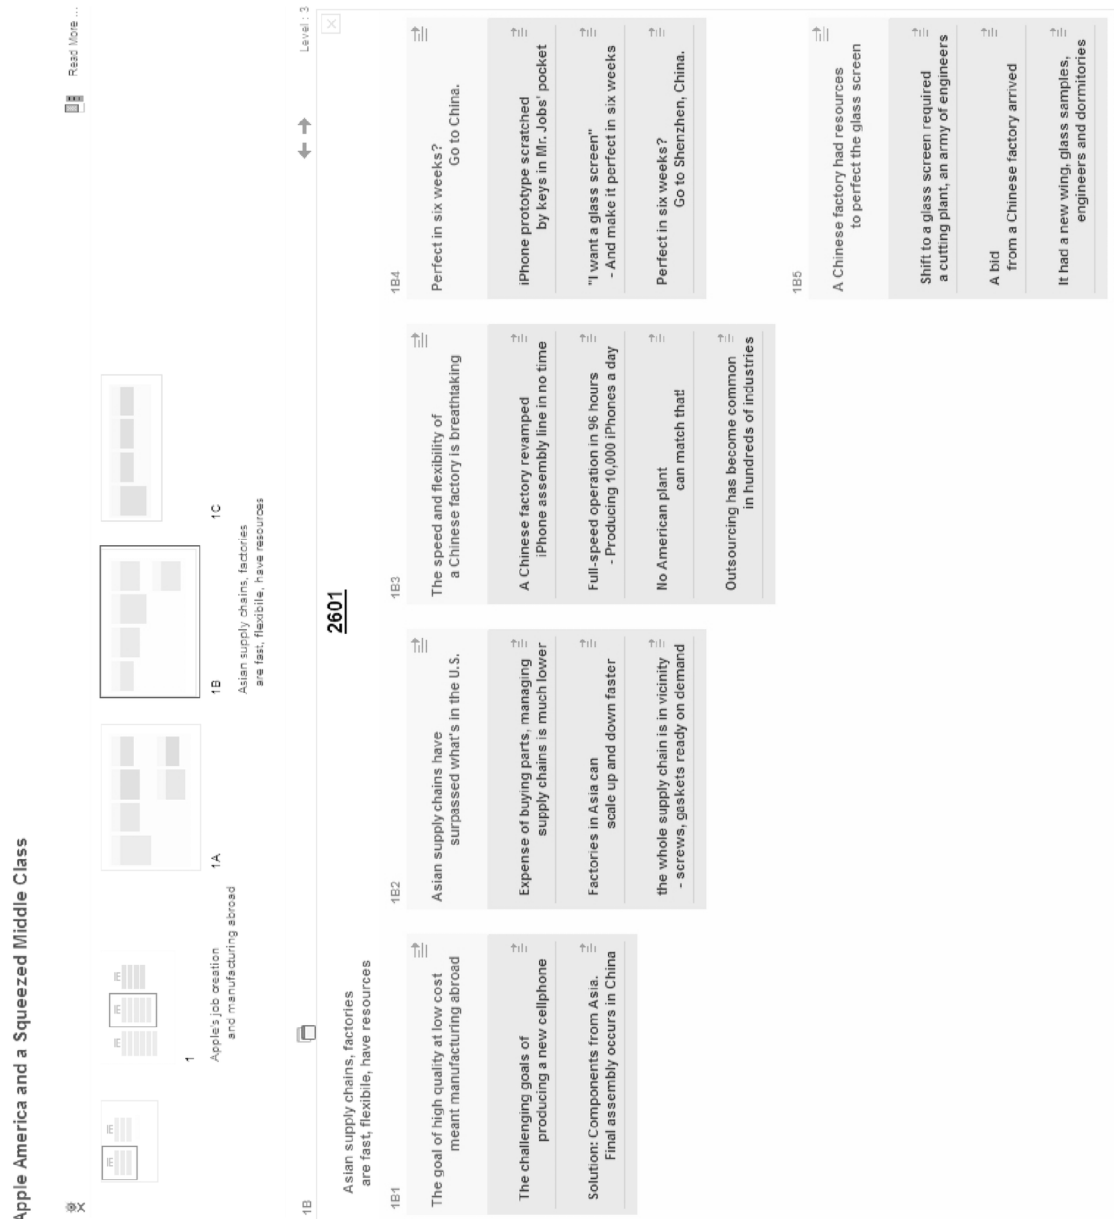 Apple America and a Squeezed Middle Class
Read More ...
1
Apple's job creation
and manufacturing abroad
1A
1B
Asian supply chains, factories
are fast, flexibile, have resources
1C
1B
Level : 3
2601
Asian supply chains, factories
are fast, flexibile, have resources
1B1
The goal of high quality at low cost
meant manufacturing abroad
The challenging goals of
producing a new cellphone
Solution: Components from Asia.
Final assembly occurs in China
1B2
Asian supply chains have
surpassed what's in the U.S.
Expense of buying parts, managing
supply chains is much lower
Factories in Asia can
scale up and down faster
the whole supply chain is in vicinity
- screws, gaskets ready on demand
1B3
The speed and flexibility of
a Chinese factory is breathtaking
A Chinese factory revamped
iPhone assembly line in no time
Full-speed operation in 96 hours
- Producing 10,000 iPhones a day
No American plant
can match that!
Outsourcing has become common
in hundreds of industries
1B4
Perfect in six weeks?
Go to China.
iPhone prototype scratched
by keys in Mr. Jobs' pocket
"I want a glass screen"
- And make it perfect in six weeks
Perfect in six weeks?
Go to Shenzhen, China.
1B5
A Chinese factory had resources
to perfect the glass screen
Shift to a glass screen required
a cutting plant, an army of engineers
A bid
from a Chinese factory arrived
It had a new wing, glass samples,
engineers and dormitories